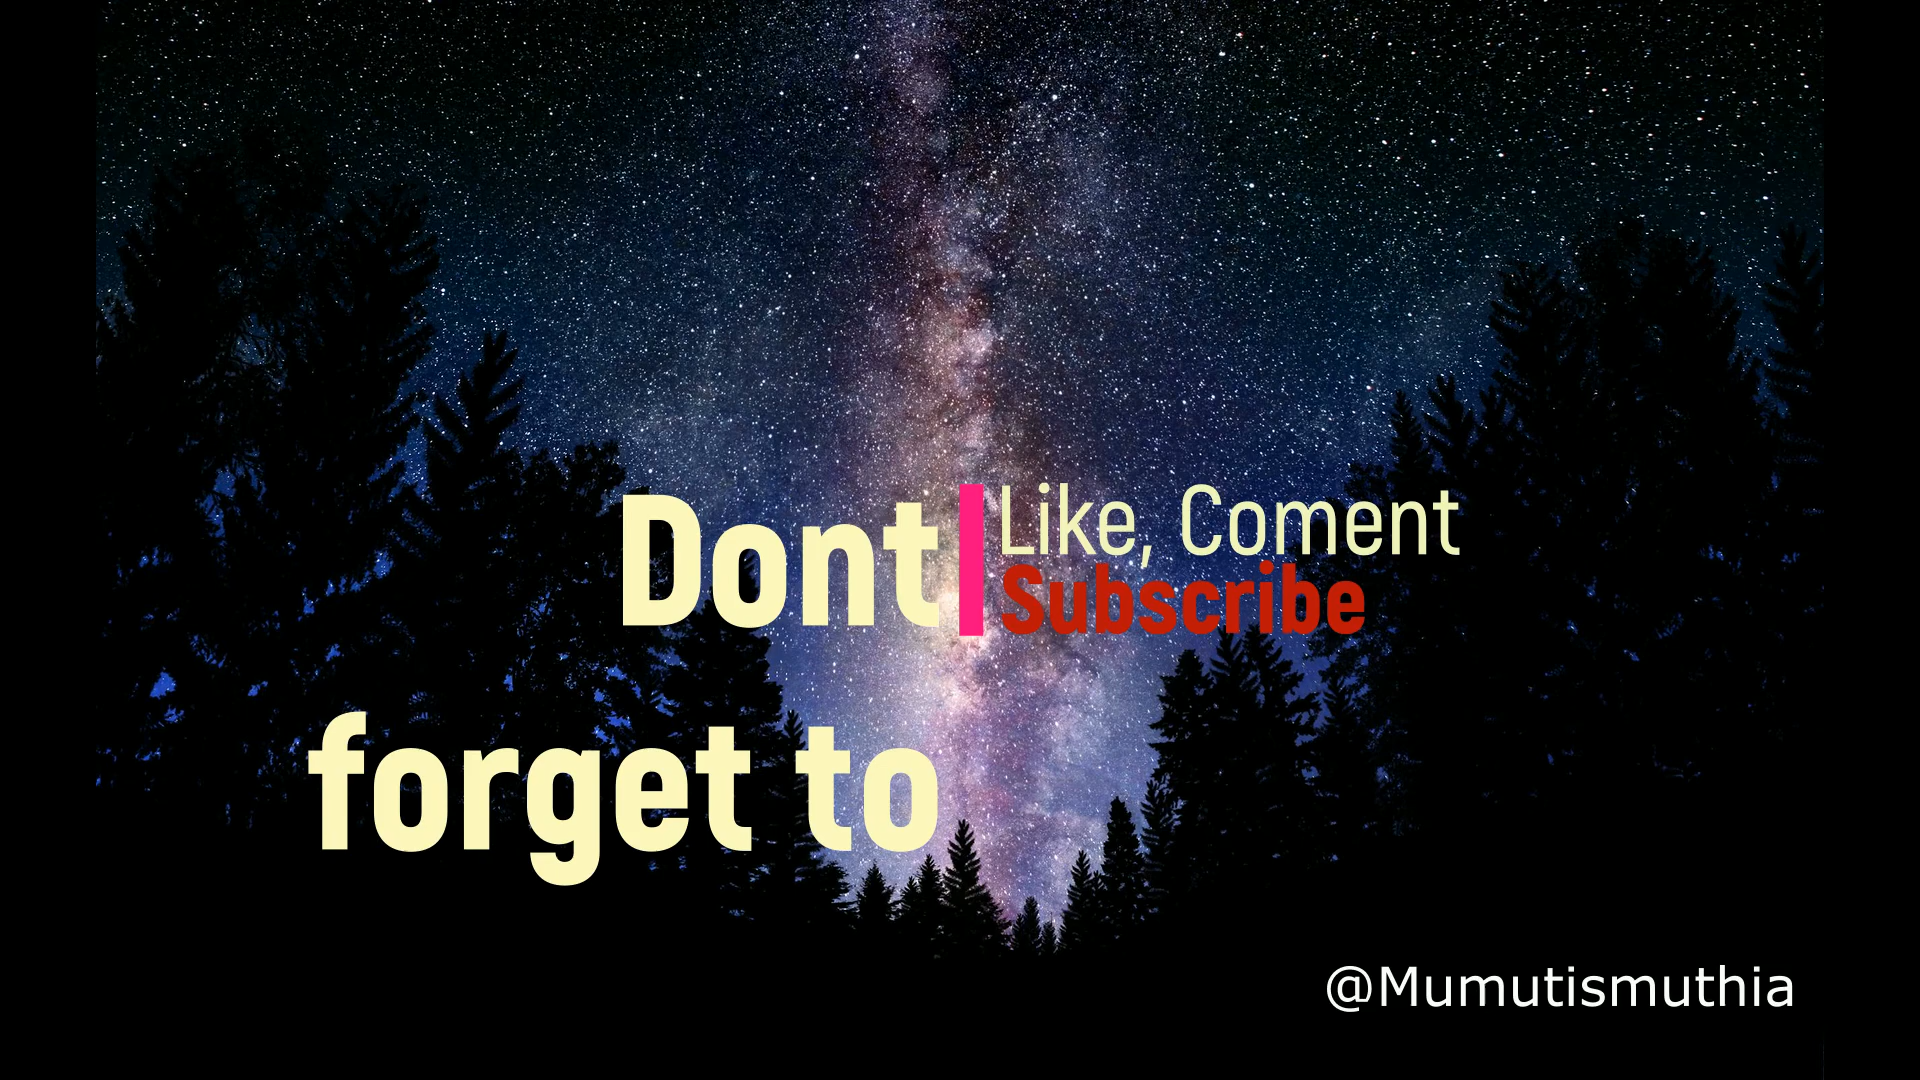 Dont
forget to
Like, Coment
Subscribe
@Mumutismuthia